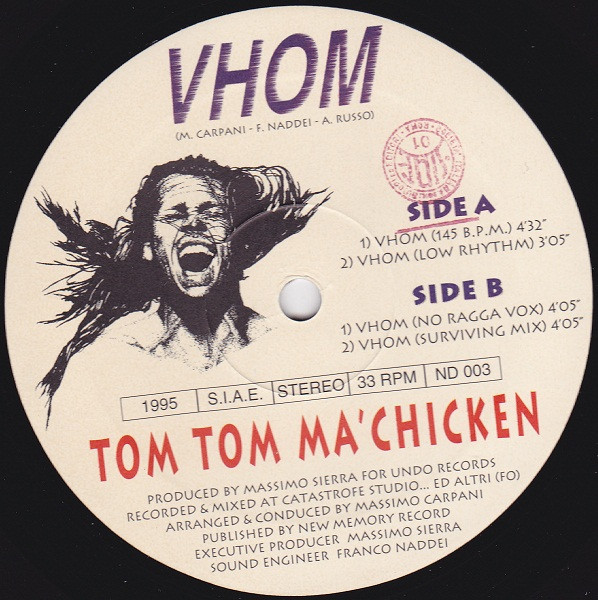 VHOM
(M. CARPANI - F. NADDEI - A. RUSSO)
SIDE A
1) VHOM (145 B.P.M.) 4'32"
2) VHOM (LOW RHYTHM) 3'05"
SIDE B
1) VHOM (NO RAGGA VOX) 4'05"
2) VHOM (SURVIVING MIX) 4'05"
1995 S.I.A.E. STEREO 33 RPM ND 003
TOM TOM MA'CHICKEN
PRODUCED BY MASSIMO SIERRA FOR UNDO RECORDS
RECORDED & MIXED AT CATASTROFE STUDIO... ED ALTRI (FO)
ARRANGED & CONDUCED BY MASSIMO CARPANI
PUBLISHED BY NEW MEMORY RECORD
EXECUTIVE PRODUCER MASSIMO SIERRA
SOUND ENGINEER FRANCO NADDEI